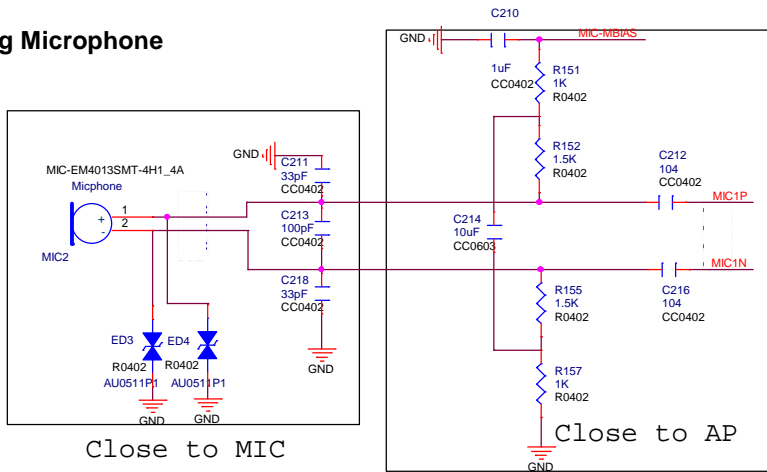 g Microphone
C210
GND
MIC-MBIAS
1uF
CC0402
R151
1K
R0402
GND
C211
33pF
CC0402
MIC-EM4013SMT-4H1_4A
Micphone
R152
1.5K
R0402
C212
104
CC0402
MIC1P
1
2
+
-
MIC2
C213
100pF
CC0402
C214
10uF
CC0603
MIC1N
C218
33pF
CC0402
R155
1.5K
R0402
C216
104
CC0402
ED3
ED4
R0402
R0402
AU0511P1
AU0511P1
GND
R157
1K
R0402
GND
GND
Close to MIC
Close to AP
GND